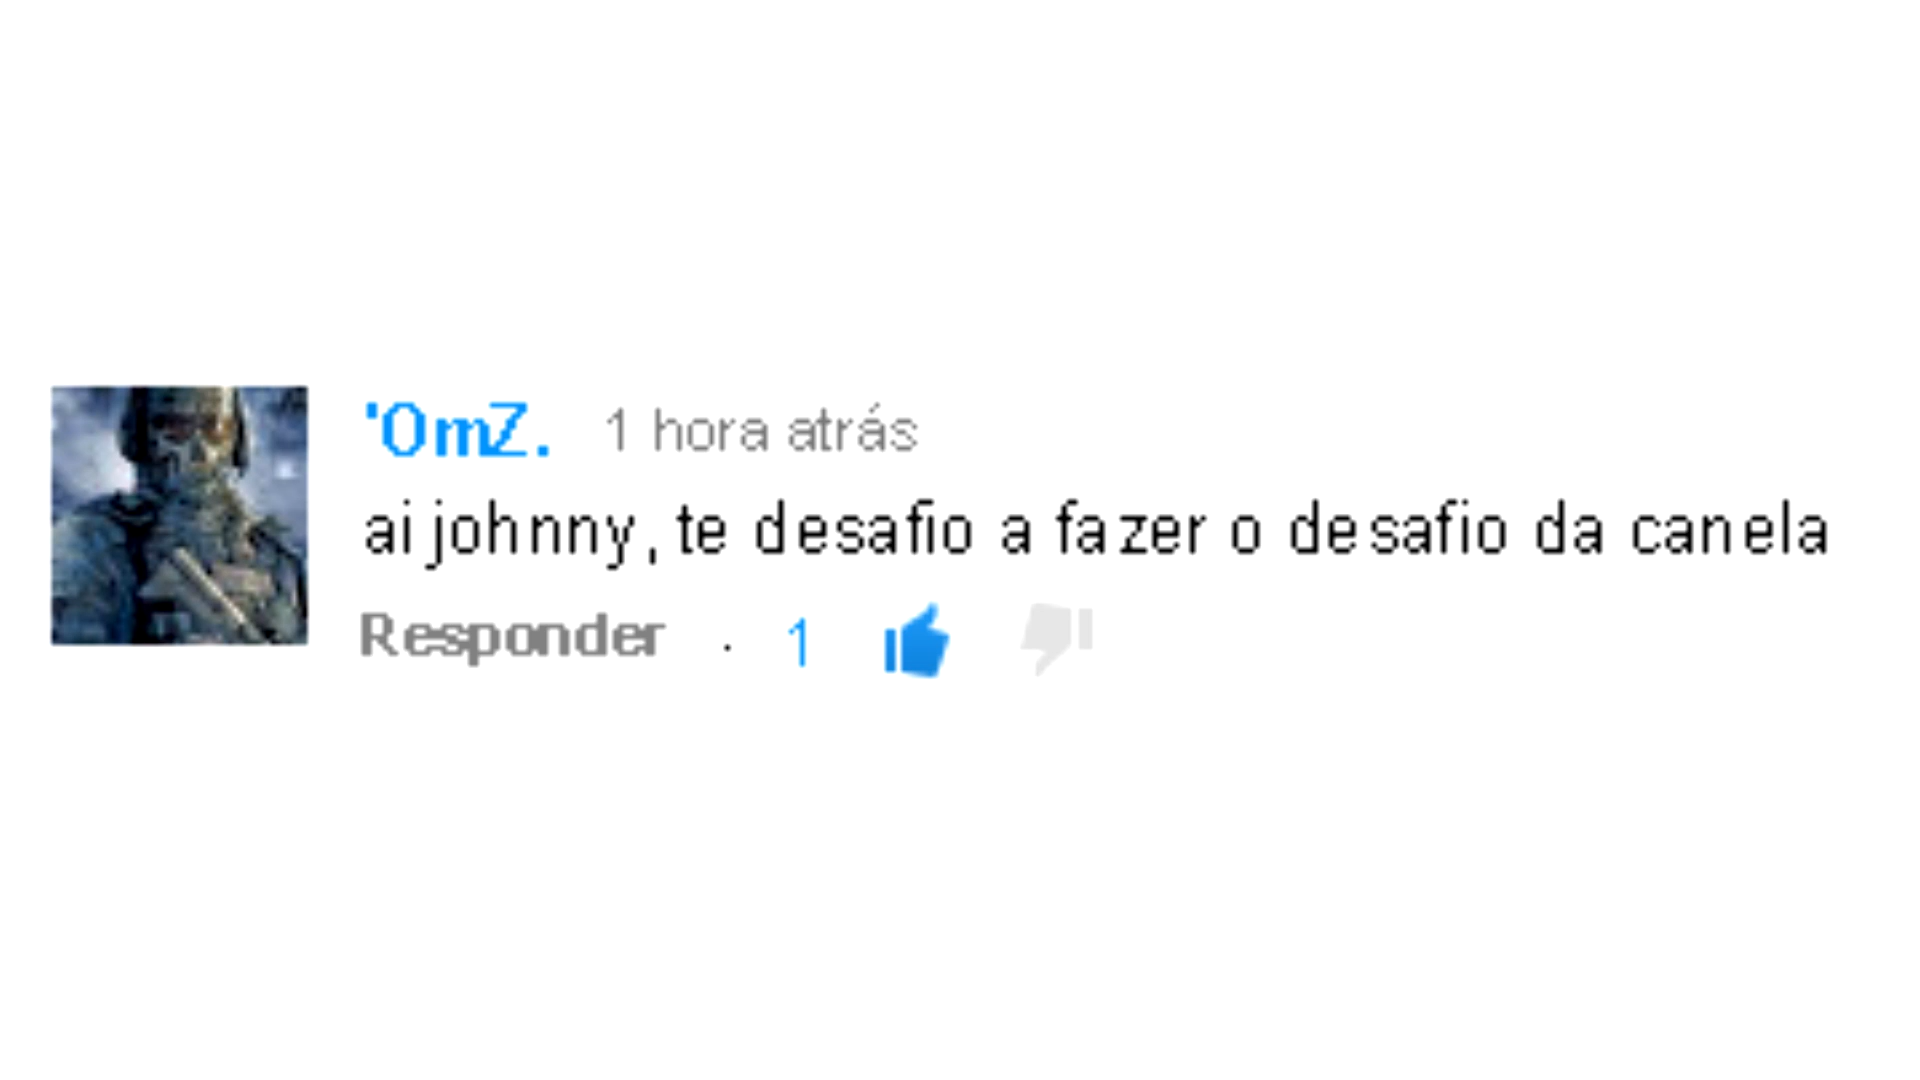 'OmZ. 1 hora atrás
ai johnny, te desafio a fazer o desafio da canela
Responder · 1